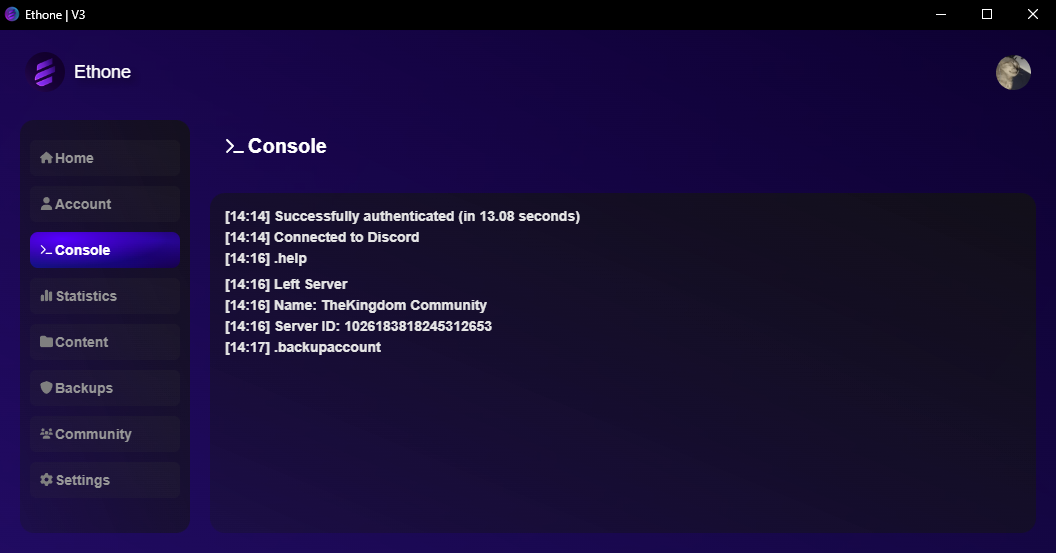 Ethone | V3
Ethone
Home
Account
Console
Statistics
Content
Backups
Community
Settings
Console
[14:14] Successfully authenticated (in 13.08 seconds)
[14:14] Connected to Discord
[14:16] .help
[14:16] Left Server
[14:16] Name: TheKingdom Community
[14:16] Server ID: 1026183818245312653
[14:17] .backupaccount